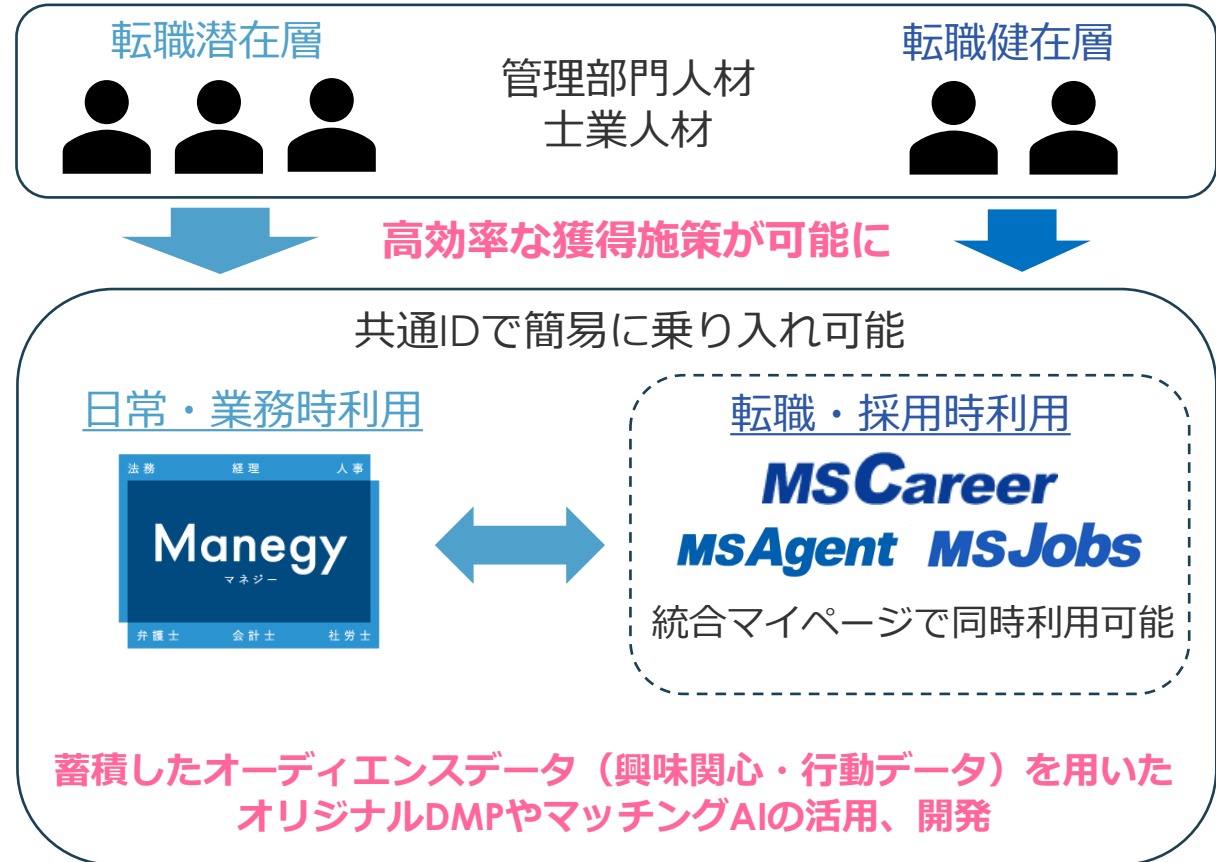 転職潜在層
管理部門人材
士業人材
転職健在層
高効率な獲得施策が可能に
共通IDで簡易に乗り入れ可能
日常・業務時利用
法務 経理 人事
Manegy
マネジー
弁護士 会計士 社労士
転職・採用時利用
MSCareer
MSAgent MSJobs
統合マイページで同時利用可能
蓄積したオーディエンスデータ（興味関心・行動データ）を用いた
オリジナルDMPやマッチングAIの活用、開発